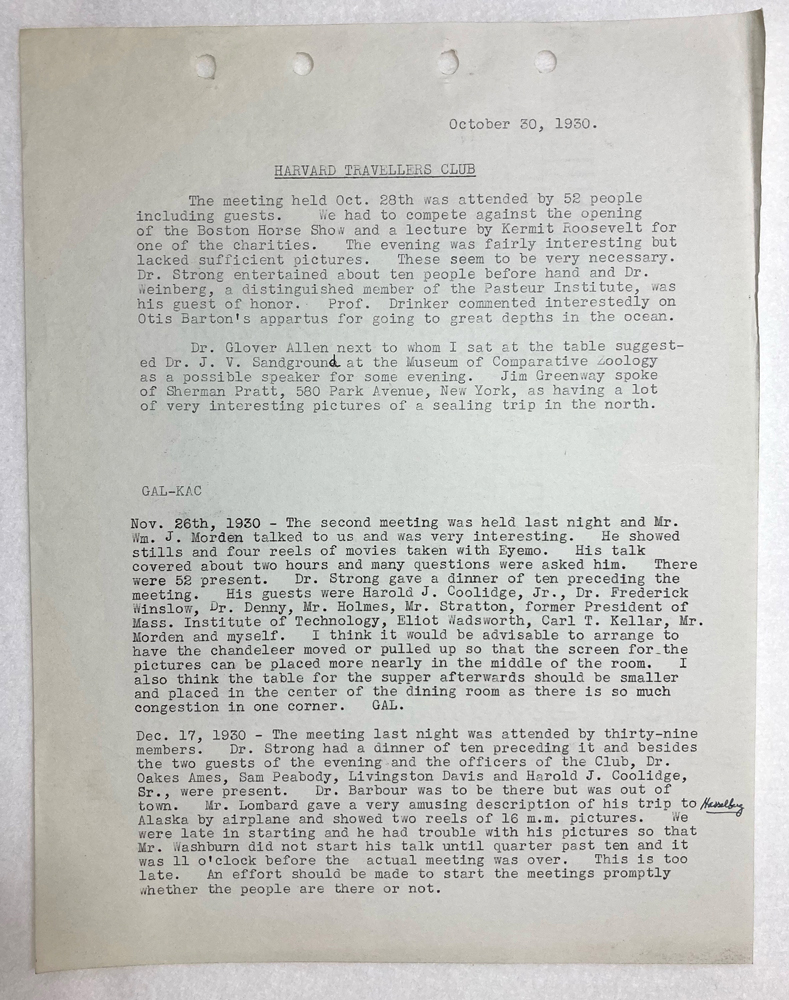 October 30, 1930.
HARVARD TRAVELLERS CLUB
The meeting held Oct. 28th was attended by 52 people
including guests. We had to compete against the opening
of the Boston Horse Show and a lecture by Kermit Roosevelt for
one of the charities. The evening was fairly interesting but
lacked sufficient pictures. These seem to be very necessary.
Dr. Strong entertained about ten people before hand and Dr.
Weinberg, a distinguished member of the Pasteur Institute, was
his guest of honor. Prof. Drinker commented interestedly on
Otis Barton's appartus for going to great depths in the ocean.
Dr. Glover Allen next to whom I sat at the table suggest-
ed Dr. J. V. Sandground at the Museum of Comparative Zoology
as a possible speaker for some evening. Jim Greenway spoke
of Sherman Pratt, 580 Park Avenue, New York, as having a lot
of very interesting pictures of a sealing trip in the north.
GAL-KAC
Nov. 26th, 1930 - The second meeting was held last night and Mr.
Wm. J. Morden talked to us and was very interesting. He showed
stills and four reels of movies taken with Eyemo. His talk
covered about two hours and many questions were asked him. There
were 52 present. Dr. Strong gave a dinner of ten preceding the
meeting. His guests were Harold J. Coolidge, Jr., Dr. Frederick
Winslow, Dr. Denny, Mr. Holmes, Mr. Stratton, former President of
Mass. Institute of Technology, Eliot Wadsworth, Carl T. Kellar, Mr.
Morden and myself. I think it would be advisable to arrange to
have the chandeleer moved or pulled up so that the screen for the
pictures can be placed more nearly in the middle of the room. I
also think the table for the supper afterwards should be smaller
and placed in the center of the dining room as there is so much
congestion in one corner. GAL.
Dec. 17, 1930 - The meeting last night was attended by thirty-nine
members. Dr. Strong had a dinner of ten preceding it and besides
the two guests of the evening and the officers of the Club, Dr.
Oakes Ames, Sam Peabody, Livingston Davis and Harold J. Coolidge,
Sr., were present. Dr. Barbour was to be there but was out of
town. Mr. Lombard gave a very amusing description of his trip to
Alaska by airplane and showed two reels of 16 m.m. pictures. We
were late in starting and he had trouble with his pictures so that
Mr. Washburn did not start his talk until quarter past ten and it
was 11 o'clock before the actual meeting was over. This is too
late. An effort should be made to start the meetings promptly
whether the people are there or not.